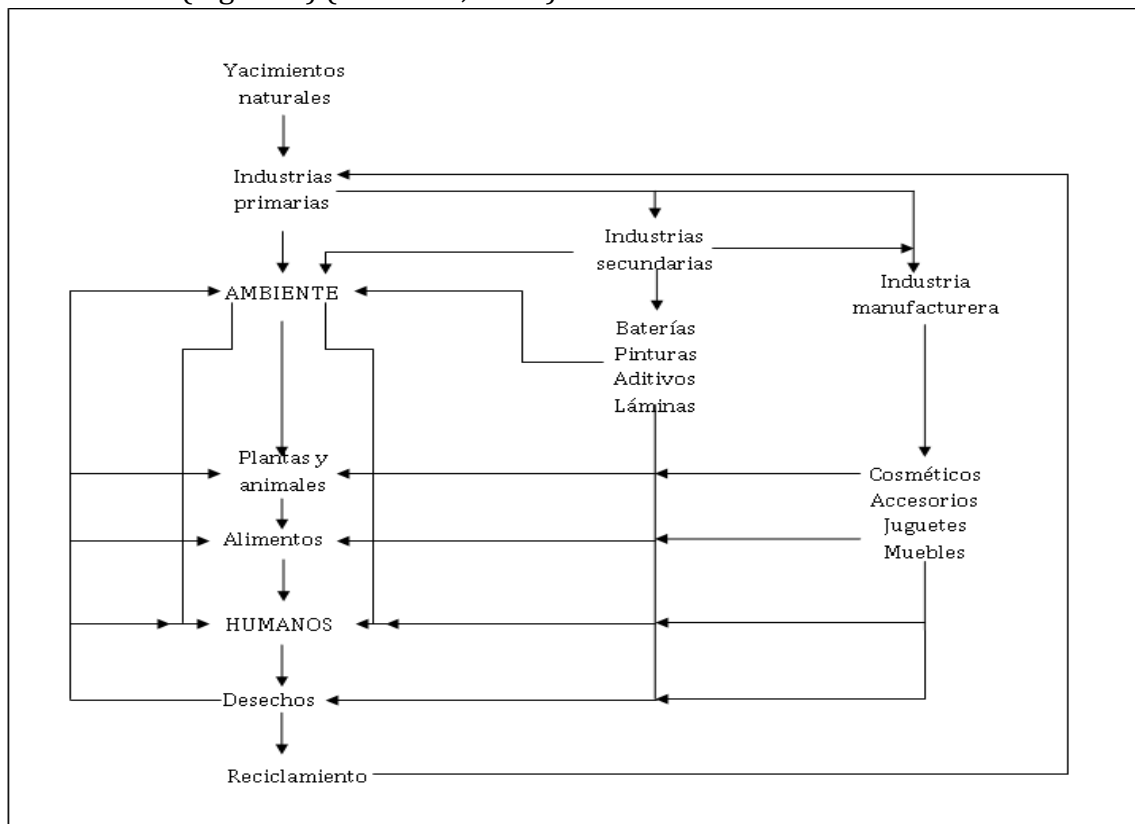 Yacimientos
naturales
Industrias
primarias
Industrias
secundarias
AMBIENTE
Industria
manufacturera
Baterías
Pinturas
Aditivos
Láminas
Plantas y
animales
Cosméticos
Accesorios
Juguetes
Muebles
Alimentos
HUMANOS
Desechos
Reciclamiento